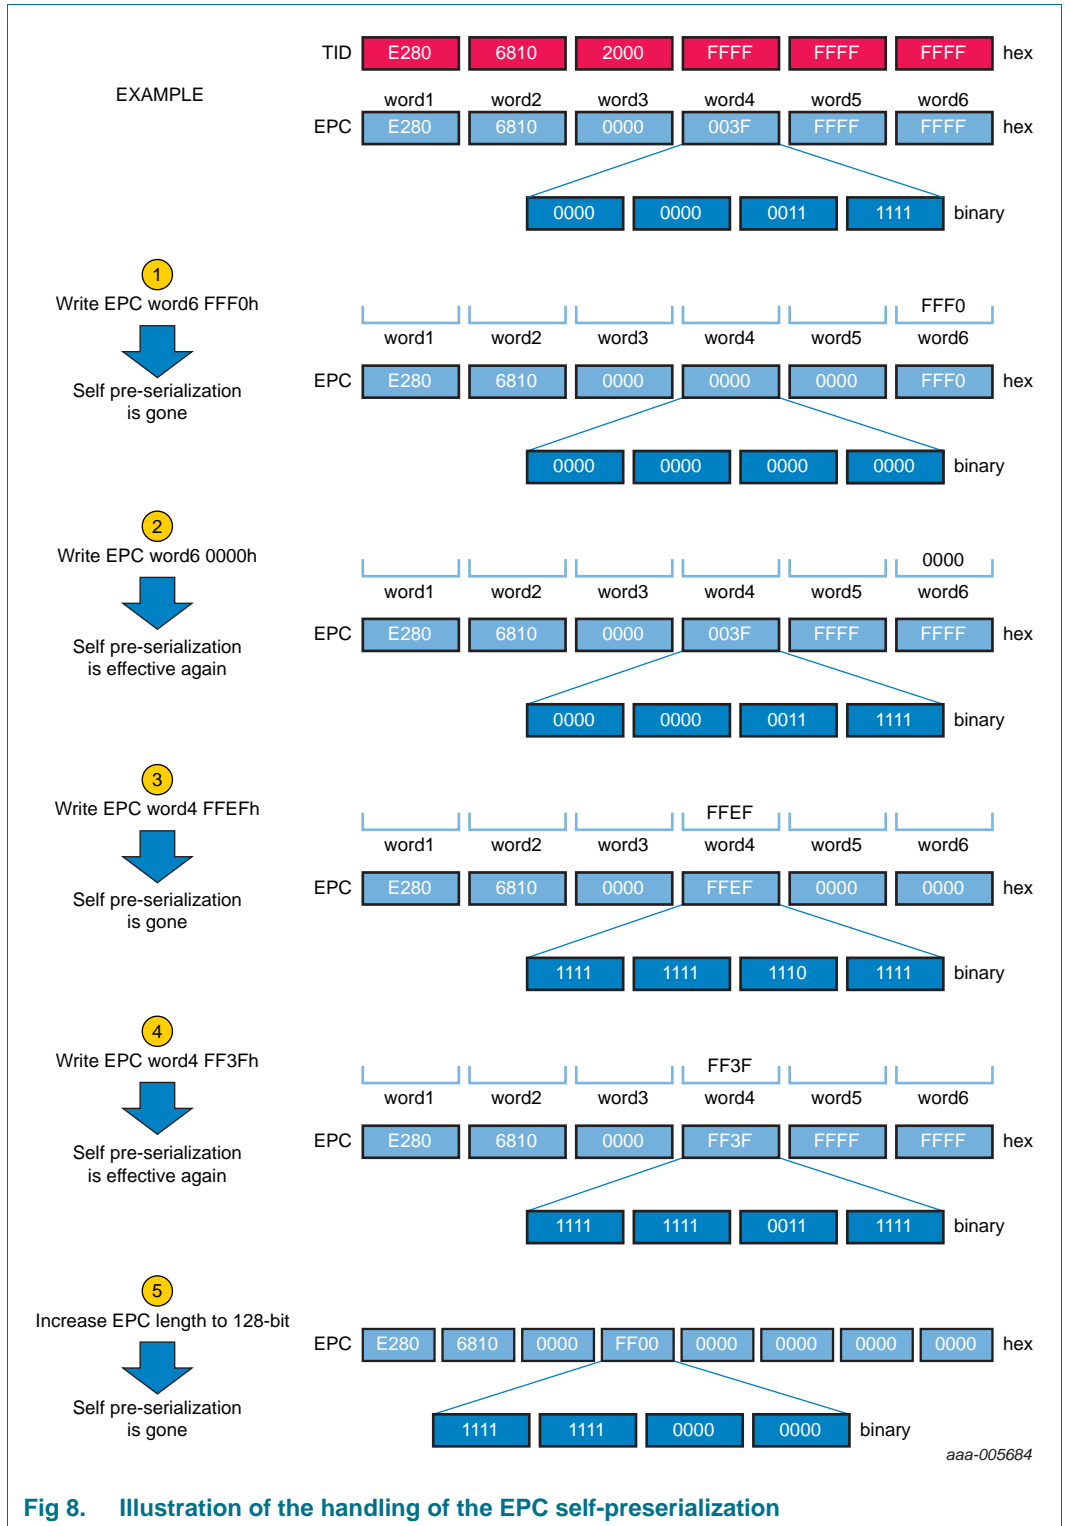 TID E280 6810 2000 FFFF FFFF FFFF hex
EXAMPLE
word1 word2 word3 word4 word5 word6
EPC E280 6810 0000 003F FFFF FFFF hex
0000 0000 0011 1111 binary
1
Write EPC word6 FFF0h
FFF0
word1 word2 word3 word4 word5 word6
EPC E280 6810 0000 0000 0000 FFF0 hex
Self pre-serialization
is gone
0000 0000 0000 0000 binary
2
Write EPC word6 0000h
0000
word1 word2 word3 word4 word5 word6
EPC E280 6810 0000 003F FFFF FFFF hex
Self pre-serialization
is effective again
0000 0000 0011 1111 binary
3
Write EPC word4 FFEFh
FFEF
word1 word2 word3 word4 word5 word6
EPC E280 6810 0000 FFEF 0000 0000 hex
Self pre-serialization
is gone
1111 1111 1110 1111 binary
4
Write EPC word4 FF3Fh
FF3F
word1 word2 word3 word4 word5 word6
EPC E280 6810 0000 FF3F FFFF FFFF hex
Self pre-serialization
is effective again
1111 1111 0011 1111 binary
5
Increase EPC length to 128-bit
EPC E280 6810 0000 FF00 0000 0000 0000 0000 hex
Self pre-serialization
is gone
1111 1111 0000 0000 binary
aaa-005684
Fig 8. Illustration of the handling of the EPC self-preserialization